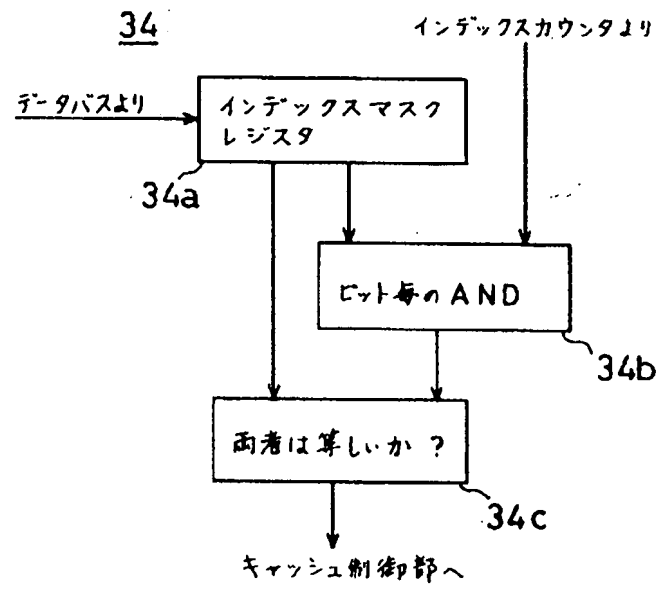 34
インデックスカウンタより
データバスより
インデックスマスク
レジスタ
34a
ビット毎のAND
34b
両者は等しいか?
34c
キャッシュ制御部へ